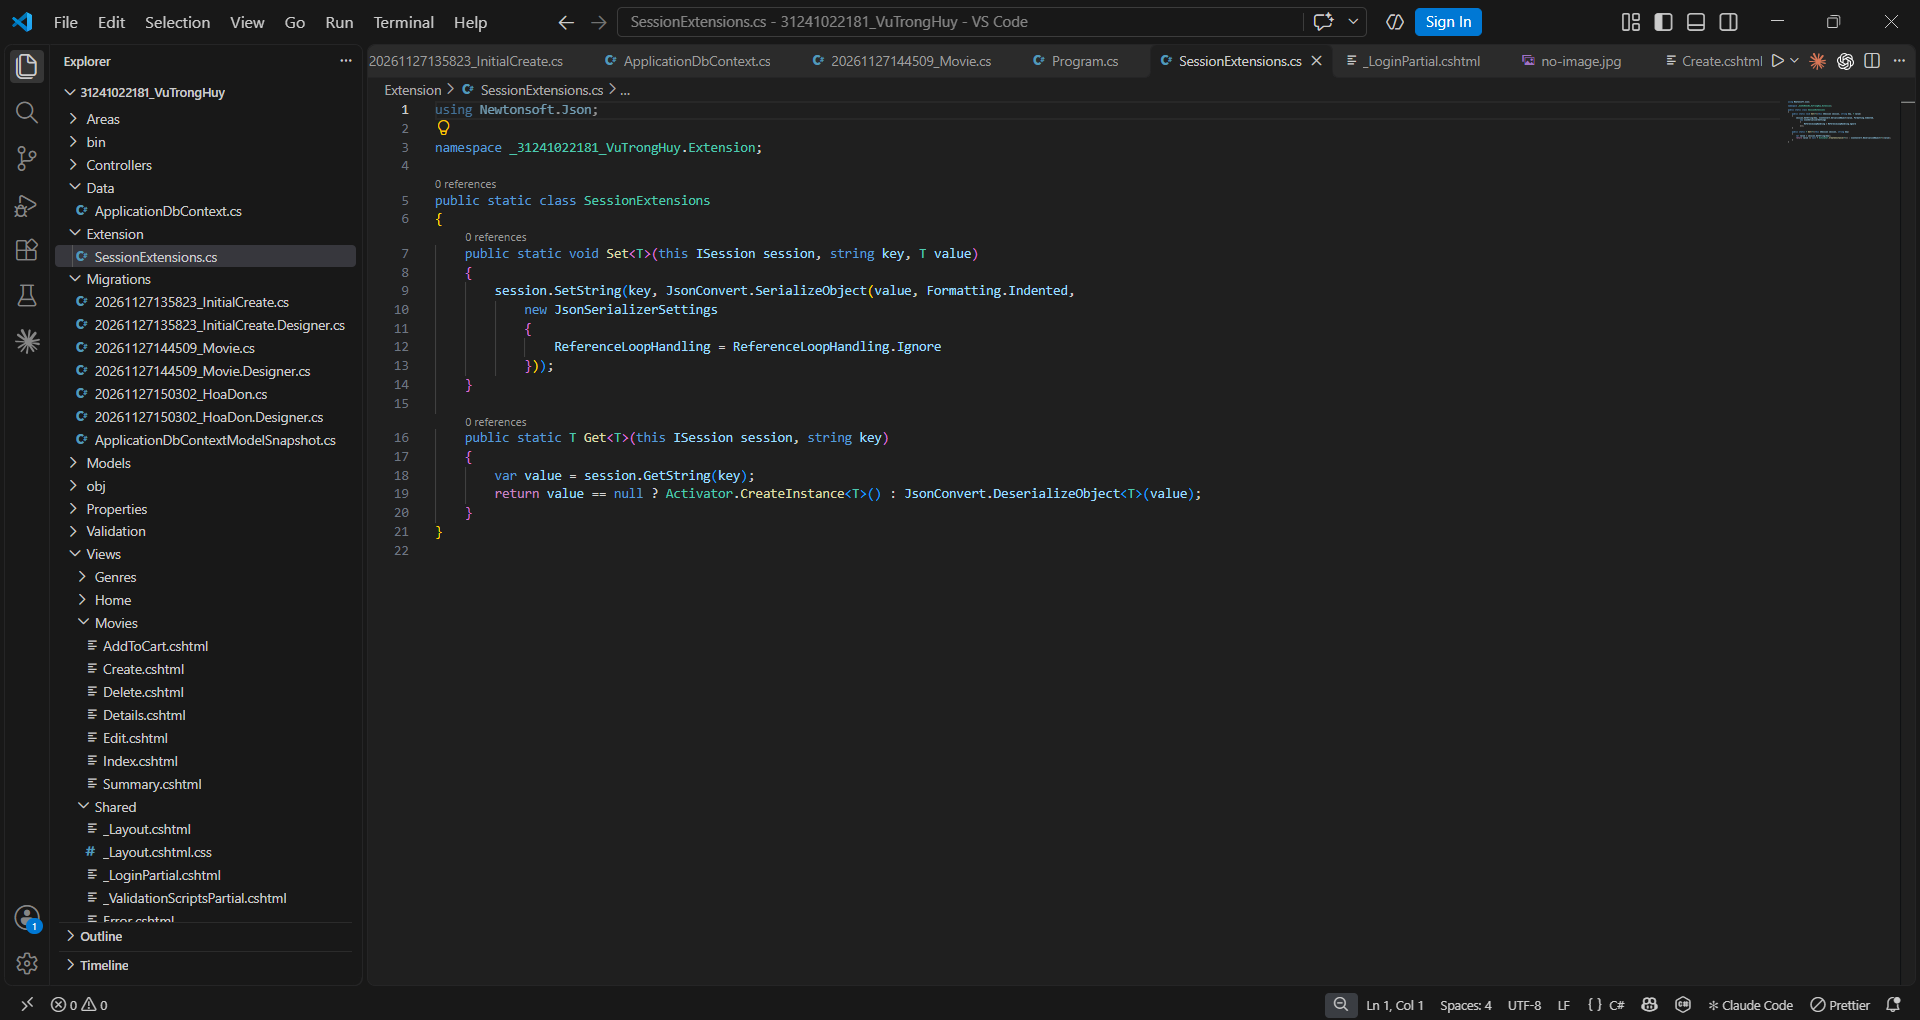 File Edit Selection View Go Run Terminal Help
SessionExtensions.cs - 31241022181_VuTrongHuy - VS Code
Sign In
Explorer
31241022181_VuTrongHuy
Areas
bin
Controllers
Data
ApplicationDbContext.cs
Extension
SessionExtensions.cs
Migrations
20261127135823_InitialCreate.cs
20261127135823_InitialCreate.Designer.cs
20261127144509_Movie.cs
20261127144509_Movie.Designer.cs
20261127150302_HoaDon.cs
20261127150302_HoaDon.Designer.cs
ApplicationDbContextModelSnapshot.cs
Models
obj
Properties
Validation
Views
Genres
Home
Movies
AddToCart.cshtml
Create.cshtml
Delete.cshtml
Details.cshtml
Edit.cshtml
Index.cshtml
Summary.cshtml
Shared
_Layout.cshtml
# _Layout.cshtml.css
_LoginPartial.cshtml
_ValidationScriptsPartial.cshtml
Error.cshtml
Outline
Timeline
20261127135823_InitialCreate.cs ApplicationDbContext.cs 20261127144509_Movie.cs Program.cs SessionExtensions.cs _LoginPartial.cshtml no-image.jpg Create.cshtml
Extension > SessionExtensions.cs > ...
1 using Newtonsoft.Json;
2
3 namespace _31241022181_VuTrongHuy.Extension;
4
0 references
5 public static class SessionExtensions
6 {
0 references
7 public static void Set<T>(this ISession session, string key, T value)
8 {
9 session.SetString(key, JsonConvert.SerializeObject(value, Formatting.Indented,
10 new JsonSerializerSettings
11 {
12 ReferenceLoopHandling = ReferenceLoopHandling.Ignore
13 }));
14 }
15
0 references
16 public static T Get<T>(this ISession session, string key)
17 {
18 var value = session.GetString(key);
19 return value == null ? Activator.CreateInstance<T>() : JsonConvert.DeserializeObject<T>(value);
20 }
21 }
22
1
0 0
Ln 1, Col 1 Spaces: 4 UTF-8 LF { } C# Claude Code Prettier